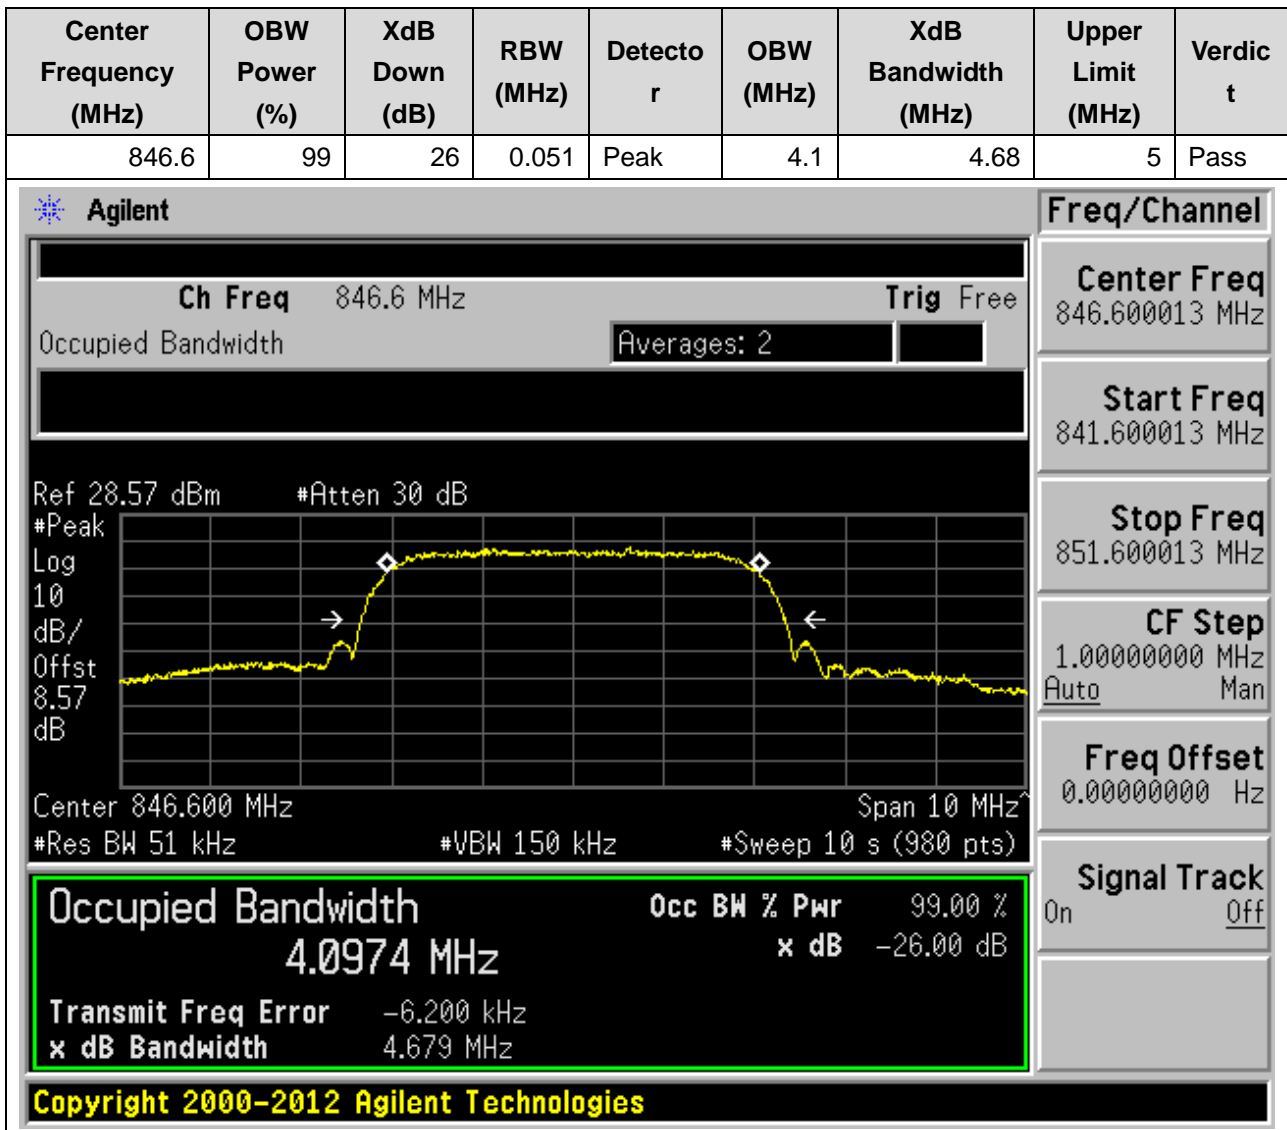 Center Frequency (MHz) OBW Power (%) XdB Down (dB) RBW (MHz) Detector OBW (MHz) XdB Bandwidth (MHz) Upper Limit (MHz) Verdict
846.6 99 26 0.051 Peak 4.1 4.68 5 Pass
Agilent
Freq/Channel
Ch Freq 846.6 MHz Trig Free
Occupied Bandwidth Averages: 2
Center Freq
846.600013 MHz
Start Freq
841.600013 MHz
Stop Freq
851.600013 MHz
CF Step
1.00000000 MHz
Auto Man
Freq Offset
0.00000000 Hz
Signal Track
On Off
Ref 28.57 dBm #Atten 30 dB
#Peak
Log
10
dB/
Offst
8.57
dB
Center 846.600 MHz Span 10 MHz^
#Res BW 51 kHz #VBW 150 kHz #Sweep 10 s (980 pts)
Occupied Bandwidth Occ BW % Pwr 99.00 %
4.0974 MHz x dB -26.00 dB
Transmit Freq Error -6.200 kHz
x dB Bandwidth 4.679 MHz
Copyright 2000-2012 Agilent Technologies